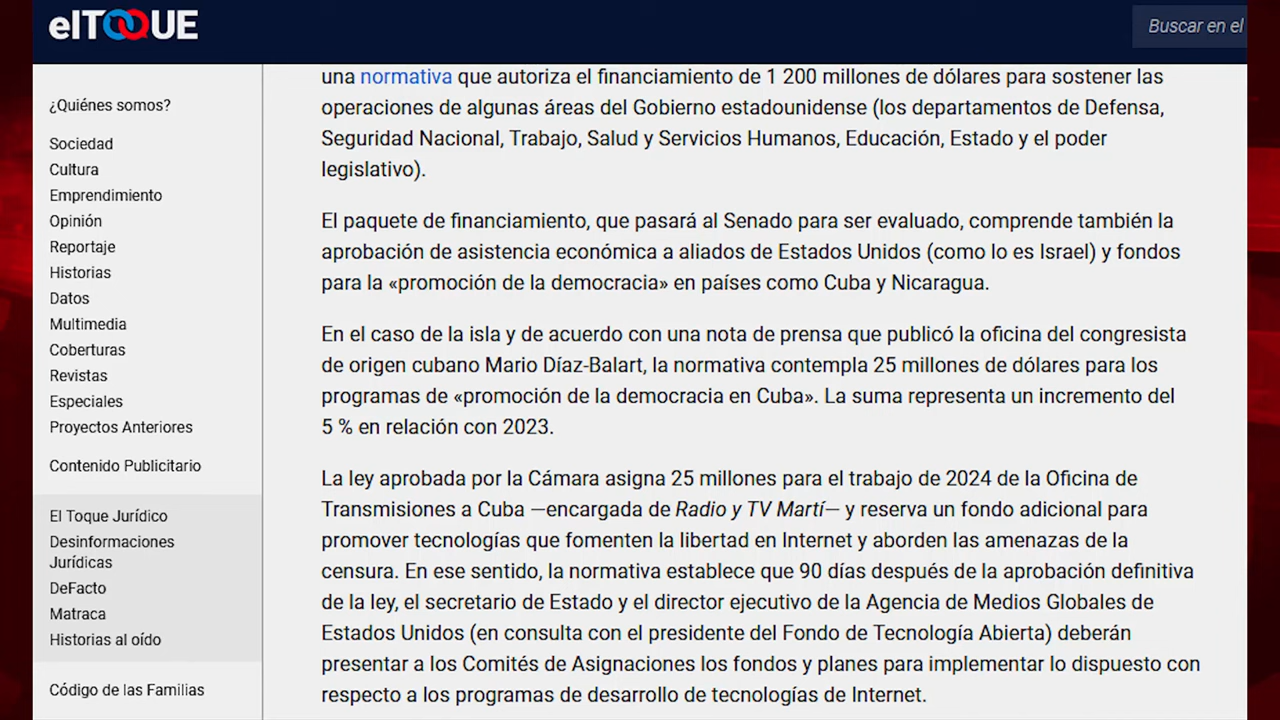 elTOQUE
Buscar en el
¿Quiénes somos?
Sociedad
Cultura
Emprendimiento
Opinión
Reportaje
Historias
Datos
Multimedia
Coberturas
Revistas
Especiales
Proyectos Anteriores
Contenido Publicitario
El Toque Jurídico
Desinformaciones
Jurídicas
DeFacto
Matraca
Historias al oído
Código de las Familias
una normativa que autoriza el financiamiento de 1 200 millones de dólares para sostener las
operaciones de algunas áreas del Gobierno estadounidense (los departamentos de Defensa,
Seguridad Nacional, Trabajo, Salud y Servicios Humanos, Educación, Estado y el poder
legislativo).
El paquete de financiamiento, que pasará al Senado para ser evaluado, comprende también la
aprobación de asistencia económica a aliados de Estados Unidos (como lo es Israel) y fondos
para la «promoción de la democracia» en países como Cuba y Nicaragua.
En el caso de la isla y de acuerdo con una nota de prensa que publicó la oficina del congresista
de origen cubano Mario Díaz-Balart, la normativa contempla 25 millones de dólares para los
programas de «promoción de la democracia en Cuba». La suma representa un incremento del
5 % en relación con 2023.
La ley aprobada por la Cámara asigna 25 millones para el trabajo de 2024 de la Oficina de
Transmisiones a Cuba —encargada de Radio y TV Martí— y reserva un fondo adicional para
promover tecnologías que fomenten la libertad en Internet y aborden las amenazas de la
censura. En ese sentido, la normativa establece que 90 días después de la aprobación definitiva
de la ley, el secretario de Estado y el director ejecutivo de la Agencia de Medios Globales de
Estados Unidos (en consulta con el presidente del Fondo de Tecnología Abierta) deberán
presentar a los Comités de Asignaciones los fondos y planes para implementar lo dispuesto con
respecto a los programas de desarrollo de tecnologías de Internet.